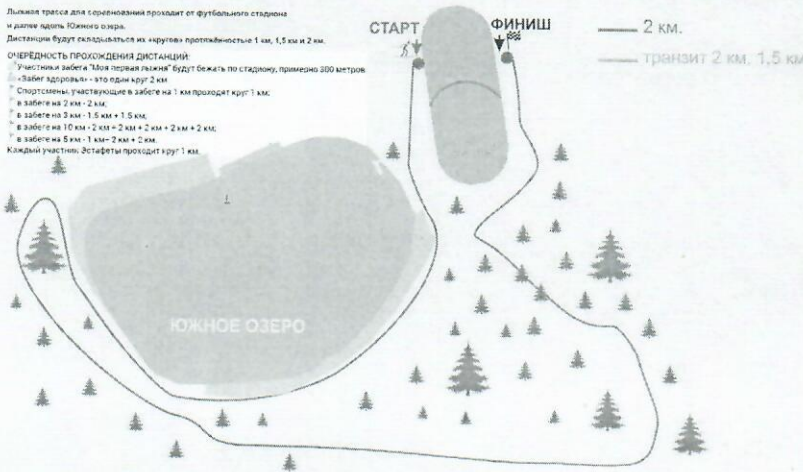 Лыжная трасса для соревнований проходит от футбольного стадиона
и далее вдоль Южного озера.
Дистанции будут складываться из «кругов» протяжённостью 1 км, 1,5 км и 2 км.
ОЧЕРЁДНОСТЬ ПРОХОЖДЕНИЯ ДИСТАНЦИЙ:
Участники забега "Моя первая лыжня" будут бежать по стадиону, примерно 300 метров
«Забег здоровья» - это один круг 2 км
Спортсмены, участвующие в забеге на 1 км проходят круг 1 км;
в забеге на 2 км - 2 км;
в забеге на 3 км - 1.5 км + 1.5 км;
в забеге на 10 км - 2 км + 2 км + 2 км + 2 км + 2 км;
в забеге на 5 км - 1 км+ 2 км + 2 км.
Каждый участник Эстафеты проходит круг 1 км.
СТАРТ
ФИНИШ
2 км.
транзит 2 км. 1,5 км
ЮЖНОЕ ОЗЕРО